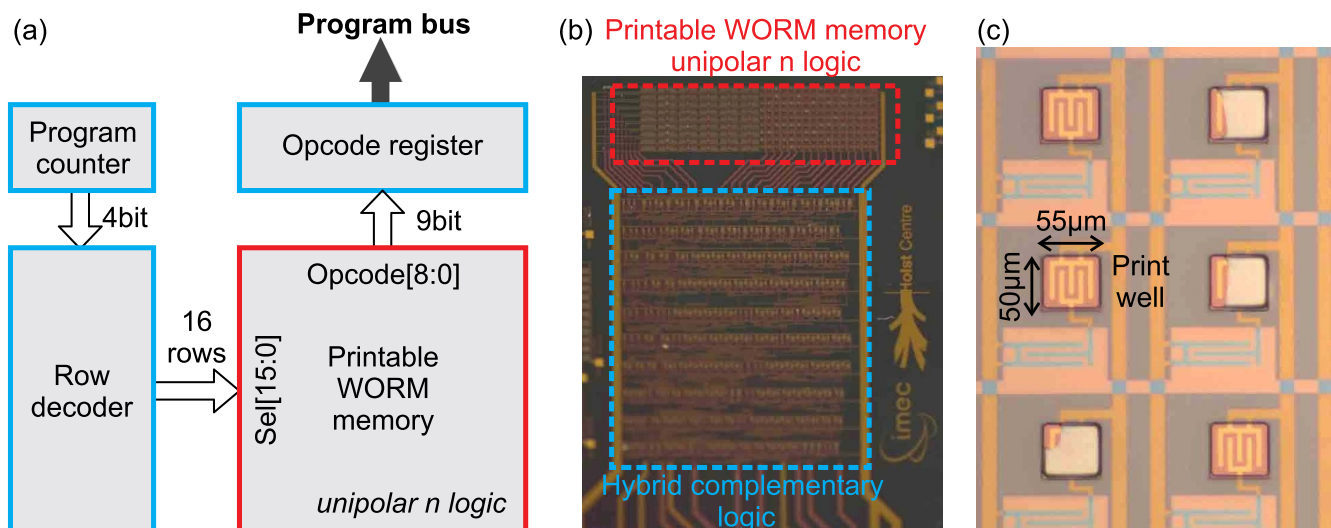 (a)
Program bus
Program
counter
Opcode register
4bit
9bit
Row
decoder
16
rows
Sel[15:0]
Opcode[8:0]
Printable
WORM
memory
unipolar n logic
(b)
Printable WORM memory
unipolar n logic
Holst Centre
imec
Hybrid complementary
logic
(c)
55µm
50µm
Print
well